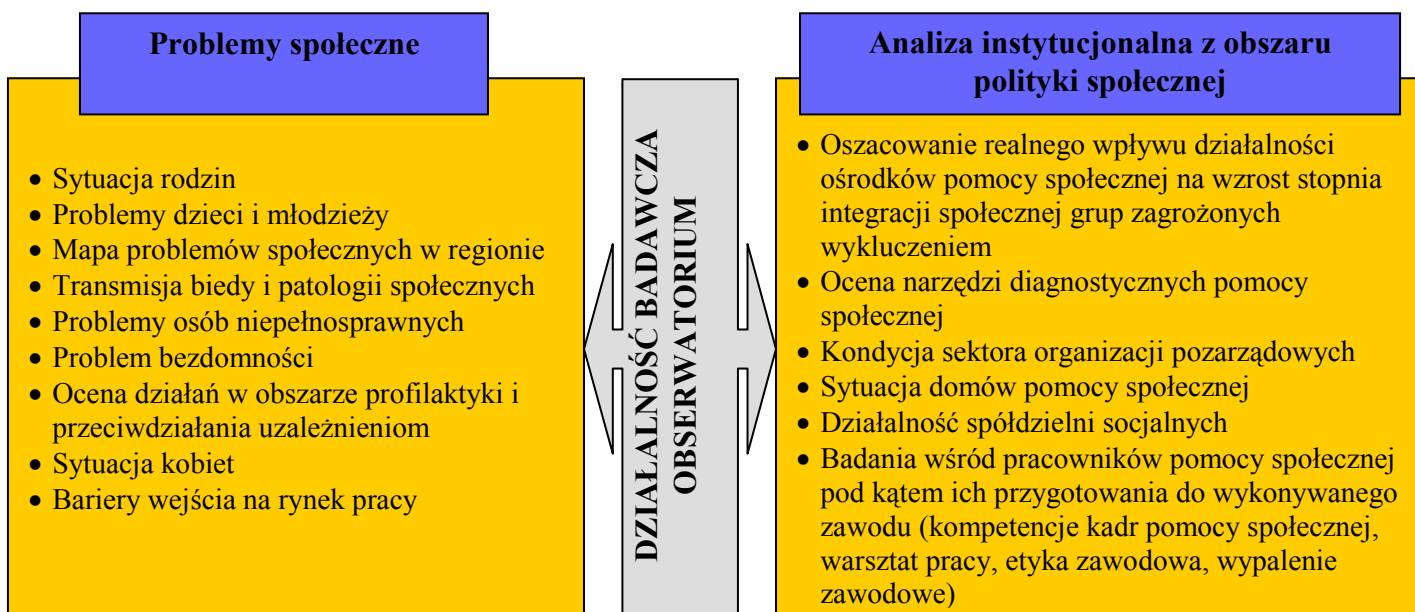 Problemy społeczne
• Sytuacja rodzin
• Problemy dzieci i młodzieży
• Mapa problemów społecznych w regionie
• Transmisja biedy i patologii społecznych
• Problemy osób niepełnosprawnych
• Problem bezdomności
• Ocena działań w obszarze profilaktyki i
przeciwdziałania uzależnieniom
• Sytuacja kobiet
• Bariery wejścia na rynek pracy
DZIAŁALNOŚĆ BADAWCZA
OBSERWATORIUM
Analiza instytucjonalna z obszaru
polityki społecznej
• Oszacowanie realnego wpływu działalności
ośrodków pomocy społecznej na wzrost stopnia
integracji społecznej grup zagrożonych
wykluczeniem
• Ocena narzędzi diagnostycznych pomocy
społecznej
• Kondycja sektora organizacji pozarządowych
• Sytuacja domów pomocy społecznej
• Działalność spółdzielni socjalnych
• Badania wśród pracowników pomocy społecznej
pod kątem ich przygotowania do wykonywanego
zawodu (kompetencje kadr pomocy społecznej,
warsztat pracy, etyka zawodowa, wypalenie
zawodowe)